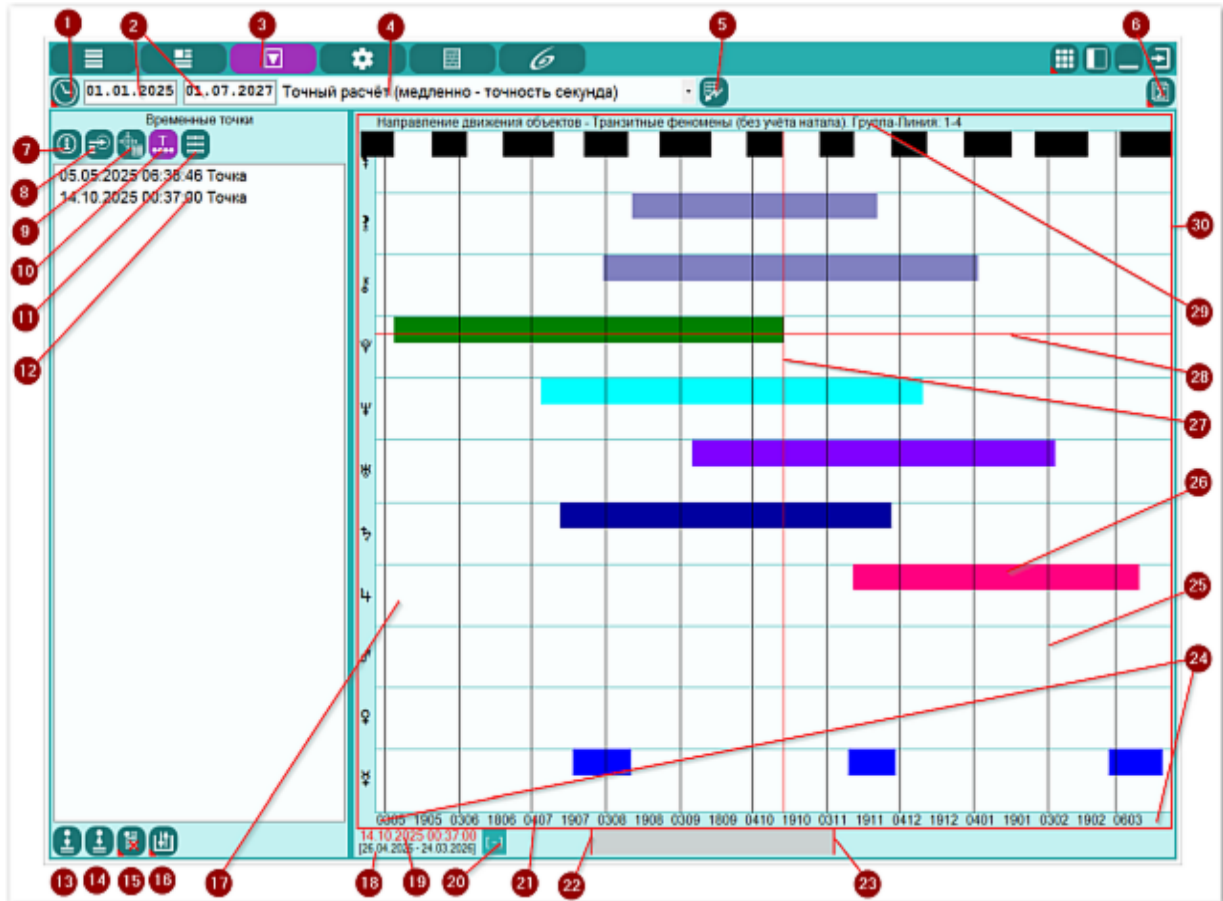 1 2 3 4 5 6
01.01.2025 01.07.2027 Точный расчёт (медленно - точность секунда)
Временные точки
Направление движения объектов - Транзитные феномены (без учёта натала). Группа-Линия: 1-4
7
05.05.2025 06:38:46 Точка
14.10.2025 00:37:00 Точка
8
9
10
11
12
30
29
28
27
26
25
24
0305 1905 0306 1806 0407 1907 0308 1908 0309 1809 0410 1910 0311 1911 0412 1912 0401 1901 0302 1902 0603
14.10.2025 00:37:00
[26.04.2025 - 24.03.2026]
[--]
13 14 15 16 17 18 19 20 21 22 23